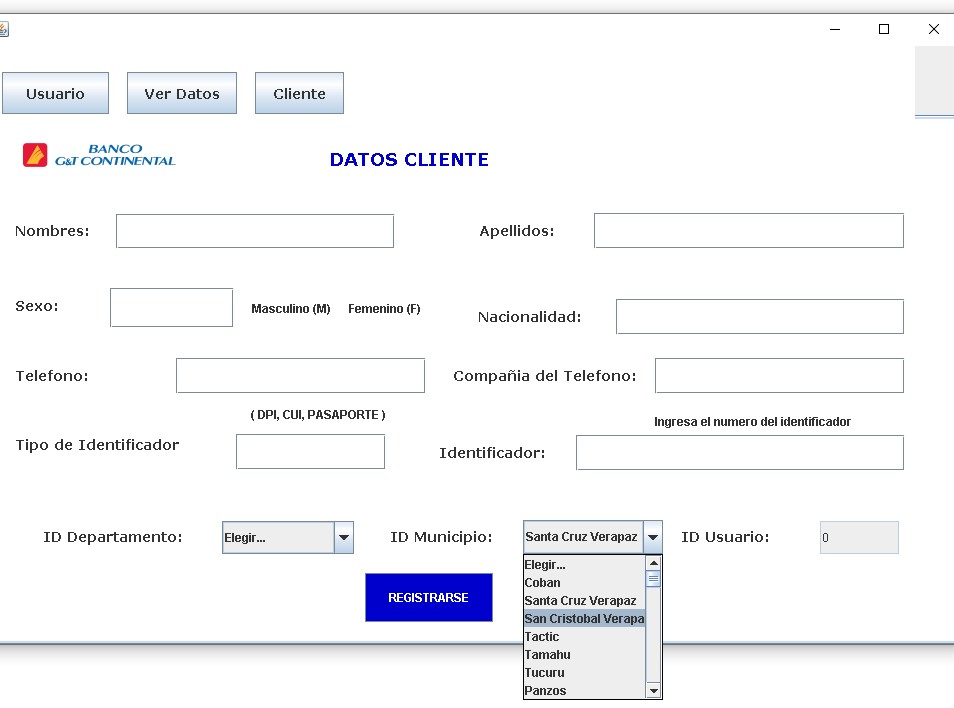 Usuario
Ver Datos
Cliente
BANCO
G&T CONTINENTAL
DATOS CLIENTE
Nombres:
Apellidos:
Sexo:
Masculino (M)
Femenino (F)
Nacionalidad:
Telefono:
Compañia del Telefono:
( DPI, CUI, PASAPORTE )
Ingresa el numero del identificador
Tipo de Identificador
Identificador:
ID Departamento:
Elegir...
ID Municipio:
Santa Cruz Verapaz
ID Usuario:
0
REGISTRARSE
Elegir...
Coban
Santa Cruz Verapaz
San Cristobal Verapa
Tactic
Tamahu
Tucuru
Panzos